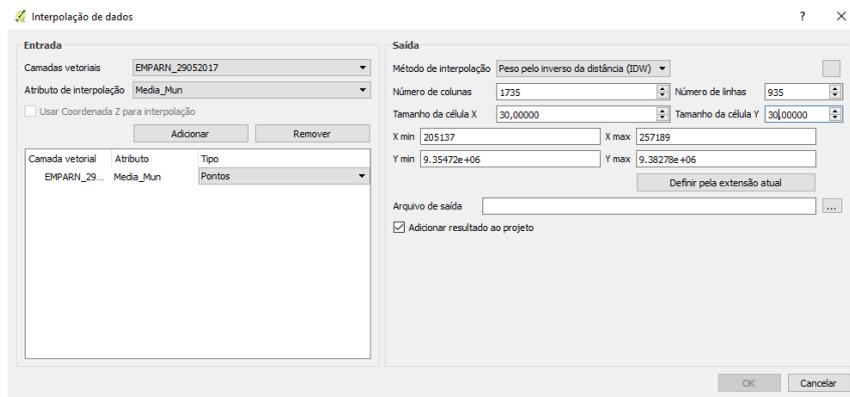 Interpolação de dados
Entrada
Camadas vetoriais EMPARN_29052017
Atributo de interpolação Media_Mun
Usar Coordenada Z para interpolação
Adicionar Remover
Camada vetorial Atributo Tipo
EMPARN_29... Media_Mun Pontos
Saída
Método de interpolação Peso pelo inverso da distância (IDW)
Número de colunas 1735 Número de linhas 935
Tamanho da célula X 30,00000 Tamanho da célula Y 30,00000
X min 205137 X max 257189
Y min 9.35472e+06 Y max 9.38278e+06
Definir pela extensão atual
Arquivo de saída ...
Adicionar resultado ao projeto
OK Cancelar